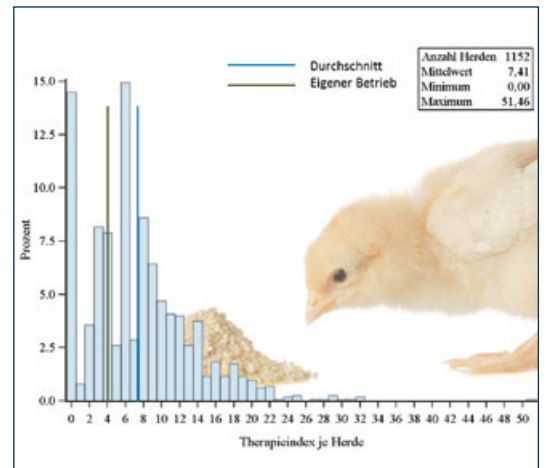 Durchschnitt
Eigener Betrieb
Anzahl Herden 1152
Mittelwert 7,41
Minimum 0,00
Maximum 51,46
15.0
12.5
10.0
7.5
5.0
2.5
0.0
Prozent
0 2 4 6 8 10 12 14 16 18 20 22 24 26 28 30 32 34 36 38 40 42 44 46 48 50
Therapieindex je Herde